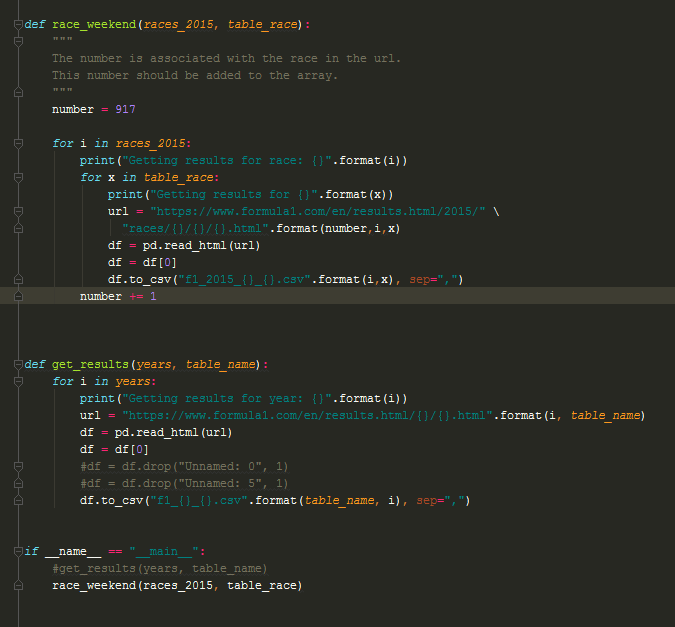 def race_weekend(races_2015, table_race):
    """
    The number is associated with the race in the url.
    This number should be added to the array.
    """
    number = 917
    for i in races_2015:
        print("Getting results for race: {}".format(i))
        for x in table_race:
            print("Getting results for {}".format(x))
            url = "https://www.formula1.com/en/results.html/2015/" \
              "races/{}/{}/{}.html".format(number,i,x)
            df = pd.read_html(url)
            df = df[0]
            df.to_csv("f1_2015_{}_{}.csv".format(i,x), sep=",")
        number += 1
def get_results(years, table_name):
    for i in years:
        print("Getting results for year: {}".format(i))
        url = "https://www.formula1.com/en/results.html/{}/{}.html".format(i, table_name)
        df = pd.read_html(url)
        df = df[0]
        #df = df.drop("Unnamed: 0", 1)
        #df = df.drop("Unnamed: 5", 1)
        df.to_csv("f1_{}_{}.csv".format(table_name, i), sep=",")
if __name__ == "__main__":
    #get_results(years, table_name)
    race_weekend(races_2015, table_race)